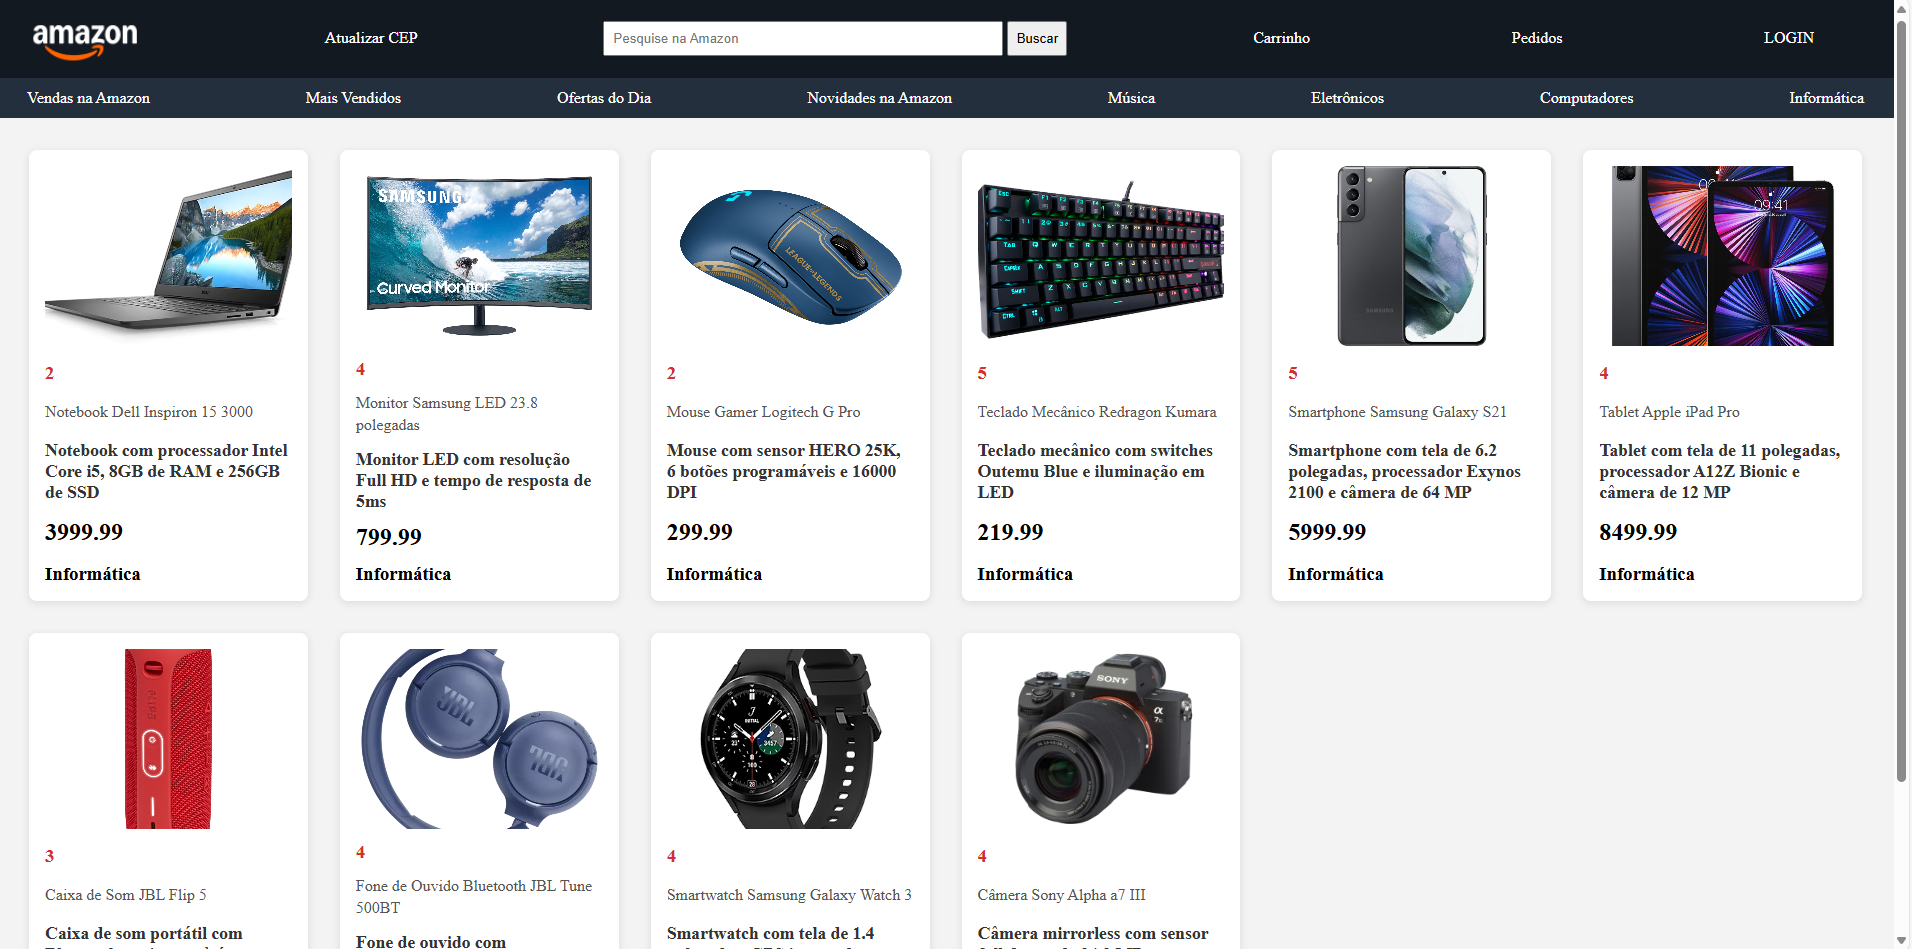 amazon
Atualizar CEP
Pesquise na Amazon
Buscar
Carrinho
Pedidos
LOGIN
Vendas na Amazon
Mais Vendidos
Ofertas do Dia
Novidades na Amazon
Música
Eletrônicos
Computadores
Informática
2
Notebook Dell Inspiron 15 3000
Notebook com processador Intel
Core i5, 8GB de RAM e 256GB
de SSD
3999.99
Informática
SAMSUNG
Curved Monitor
4
Monitor Samsung LED 23.8
polegadas
Monitor LED com resolução
Full HD e tempo de resposta de
5ms
799.99
Informática
LEAGUE OF LEGENDS
2
Mouse Gamer Logitech G Pro
Mouse com sensor HERO 25K,
6 botões programáveis e 16000
DPI
299.99
Informática
5
Teclado Mecânico Redragon Kumara
Teclado mecânico com switches
Outemu Blue e iluminação em
LED
219.99
Informática
SAMSUNG
5
Smartphone Samsung Galaxy S21
Smartphone com tela de 6.2
polegadas, processador Exynos
2100 e câmera de 64 MP
5999.99
Informática
09:41
4
Tablet Apple iPad Pro
Tablet com tela de 11 polegadas,
processador A12Z Bionic e
câmera de 12 MP
8499.99
Informática
3
Caixa de Som JBL Flip 5
Caixa de som portátil com
JBL
JBL
4
Fone de Ouvido Bluetooth JBL Tune
500BT
Fone de ouvido com
4
Smartwatch Samsung Galaxy Watch 3
Smartwatch com tela de 1.4
SONY
α
4
Câmera Sony Alpha a7 III
Câmera mirrorless com sensor